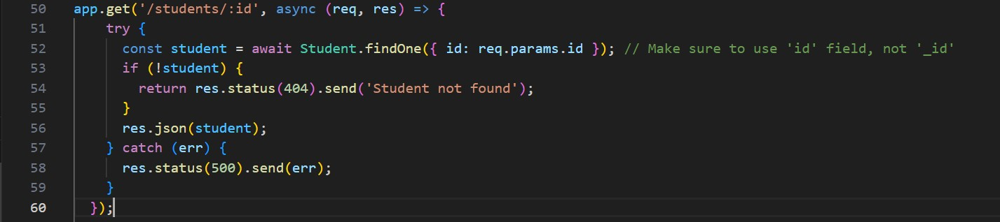 50 app.get('/students/:id', async (req, res) => {
51 try {
52 const student = await Student.findOne({ id: req.params.id }); // Make sure to use 'id' field, not '_id'
53 if (!student) {
54 return res.status(404).send('Student not found');
55 }
56 res.json(student);
57 } catch (err) {
58 res.status(500).send(err);
59 }
60 });